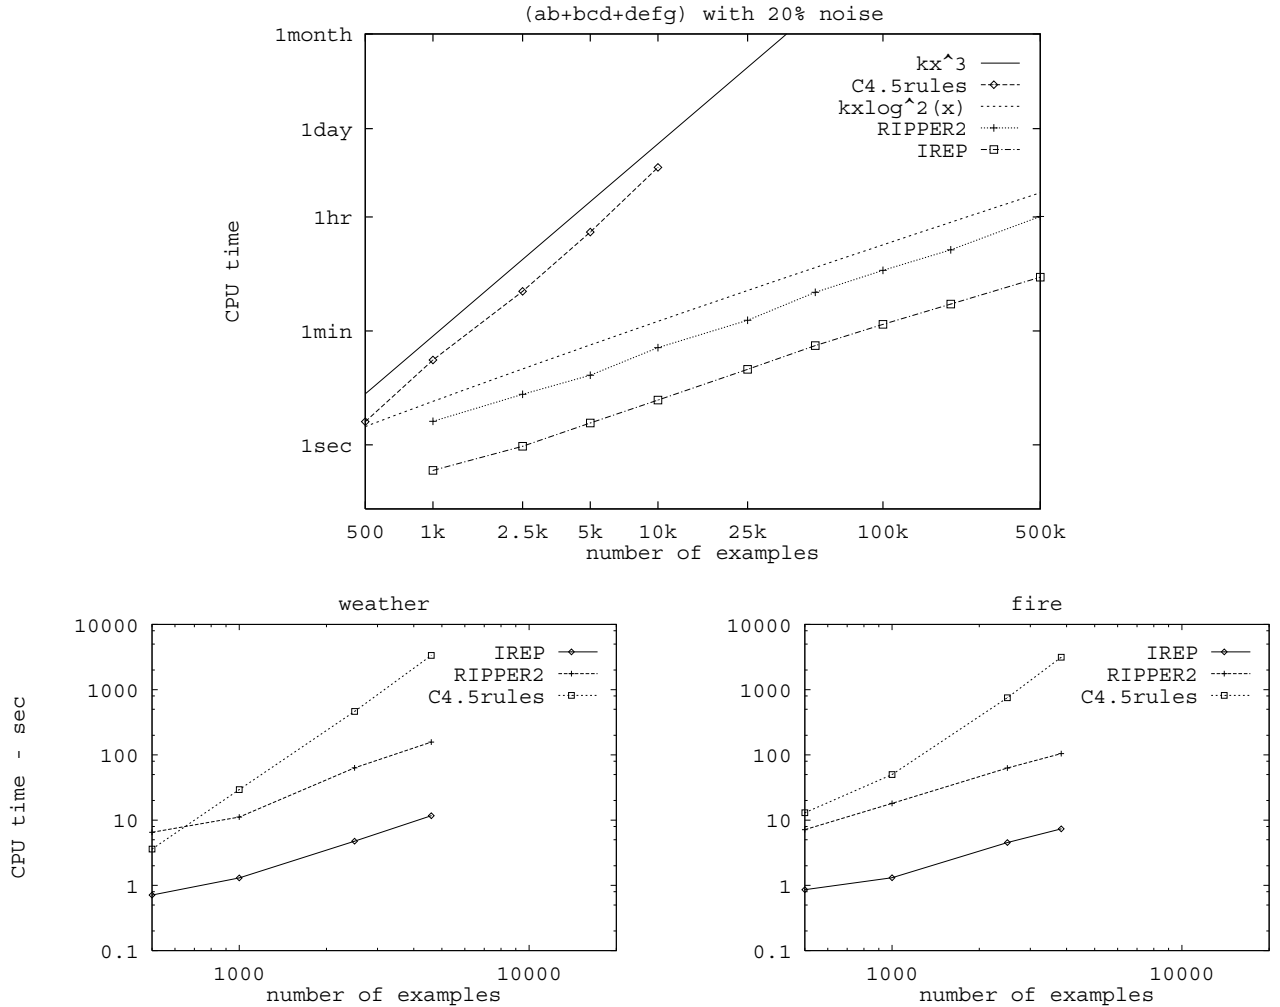 (ab+bcd+defg) with 20% noise
1month
1day
1hr
1min
1sec
CPU time
kx^3
C4.5rules
kxlog^2(x)
RIPPER2
IREP
500 1k 2.5k 5k 10k 25k 100k 500k
number of examples
weather
10000
1000
100
10
1
0.1
CPU time - sec
IREP
RIPPER2
C4.5rules
1000 10000
number of examples
fire
10000
1000
100
10
1
0.1
IREP
RIPPER2
C4.5rules
1000 10000
number of examples